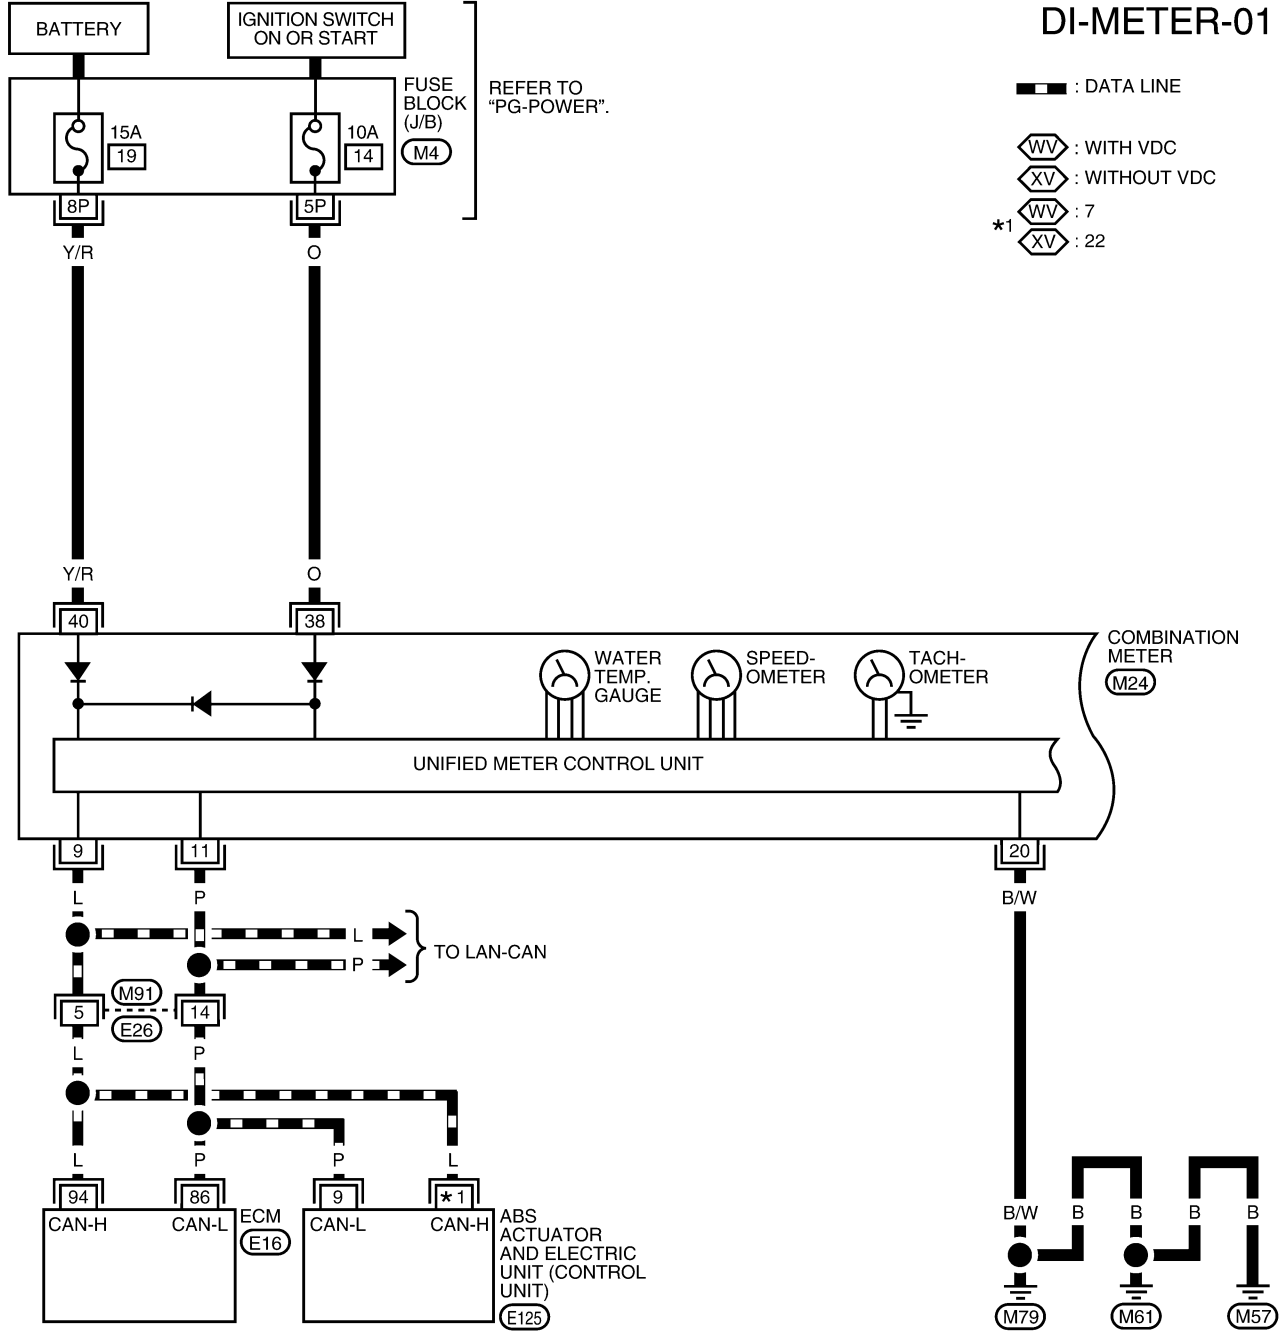 DI-METER-01
BATTERY
IGNITION SWITCH
ON OR START
FUSE
BLOCK
(J/B)
M4
REFER TO
“PG-POWER”.
15A
19
10A
14
8P
5P
: DATA LINE
WV : WITH VDC
XV : WITHOUT VDC
*1
WV : 7
XV : 22
Y/R
O
Y/R
O
40
38
COMBINATION
METER
M24
WATER
TEMP.
GAUGE
SPEED-
OMETER
TACH-
OMETER
UNIFIED METER CONTROL UNIT
9
11
20
L
P
B/W
L
P
TO LAN-CAN
M91
5
14
E26
L
P
L
P
P
L
94
86
9
*1
CAN-H
CAN-L
ECM
E16
CAN-L
CAN-H
ABS
ACTUATOR
AND ELECTRIC
UNIT (CONTROL
UNIT)
E125
B/W
B
B
B
B
M79
M61
M57